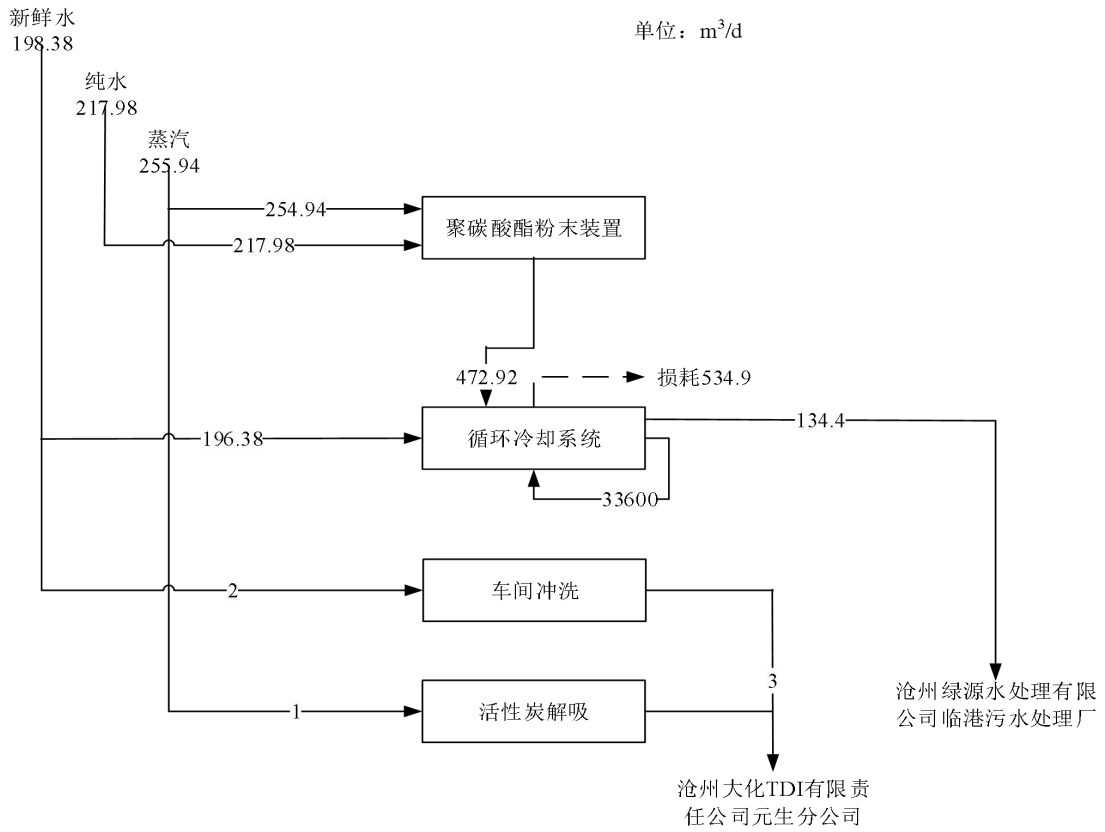 新鲜水
198.38
单位：m³/d
纯水
217.98
蒸汽
255.94
254.94
聚碳酸酯粉末装置
217.98
472.92
损耗534.9
134.4
196.38
循环冷却系统
33600
2
车间冲洗
3
1
活性炭解吸
沧州绿源水处理有限
公司临港污水处理厂
沧州大化TDI有限责
任公司元生分公司